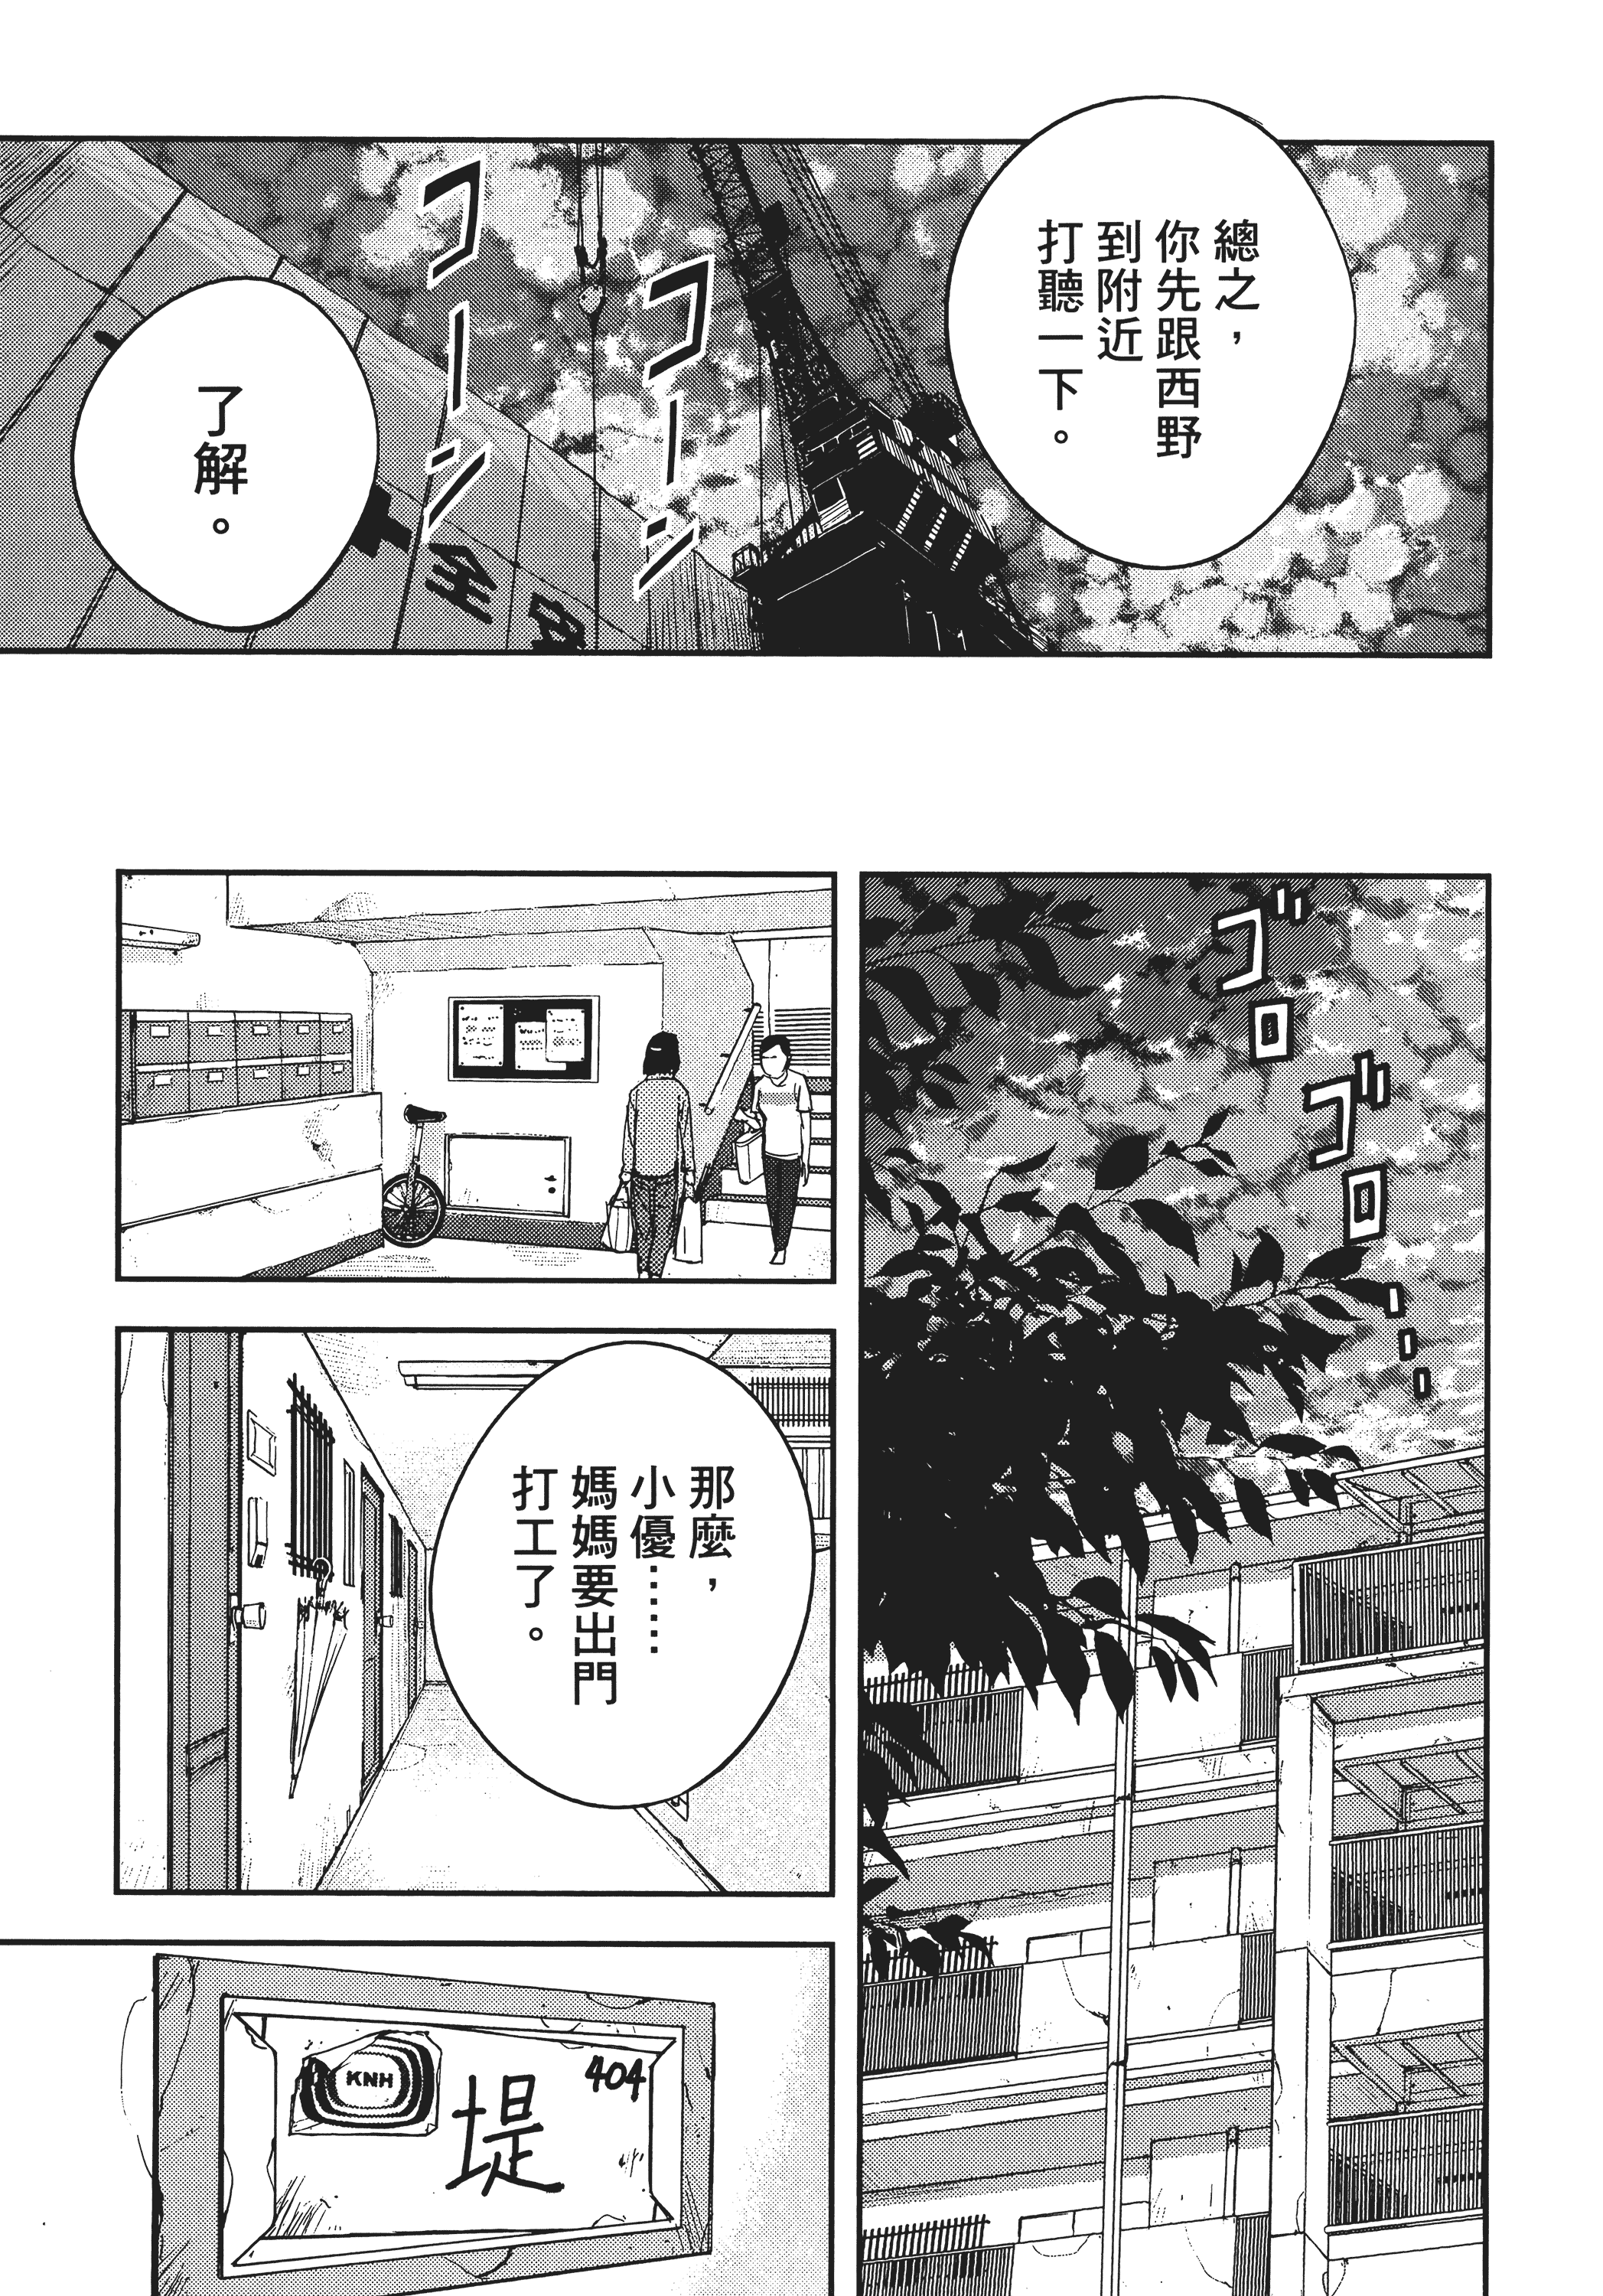 總之，
你先跟西野
到附近
打聽一下。
コーン
コーン
了解。
全
安
ゴロ
ゴロ…
那麼，
小優……
媽媽要出門
打工了。
404
堤
KNH